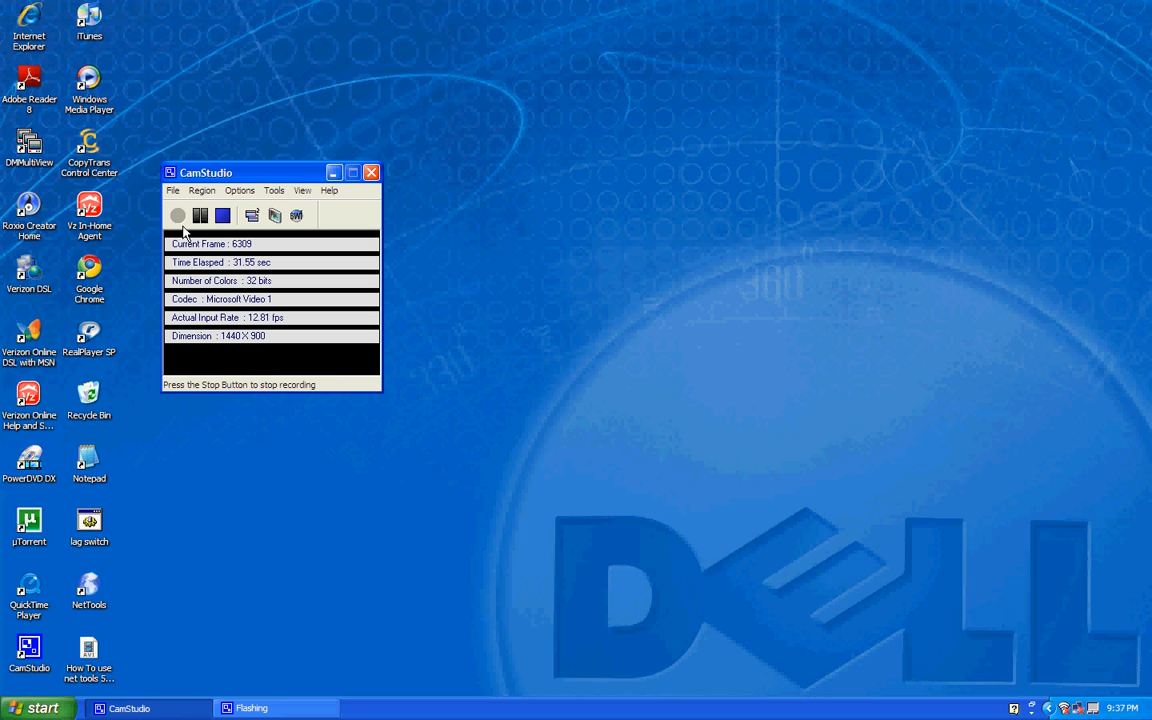 Internet
Explorer
iTunes
Adobe Reader
8
Windows
Media Player
DMMultiView
CopyTrans
Control Center
Roxio Creator
Home
Vz In-Home
Agent
Verizon DSL
Google
Chrome
Verizon Online
DSL with MSN
RealPlayer SP
Verizon Online
Help and S...
Recycle Bin
PowerDVD DX
Notepad
µTorrent
lag switch
QuickTime
Player
NetTools
CamStudio
How To use
net tools 5...
CamStudio
File Region Options Tools View Help
Current Frame : 6309
Time Elasped : 31.55 sec
Number of Colors : 32 bits
Codec : Microsoft Video 1
Actual Input Rate : 12.81 fps
Dimension : 1440 X 900
Press the Stop Button to stop recording
360°
DELL
start
CamStudio
Flashing
9:37 PM